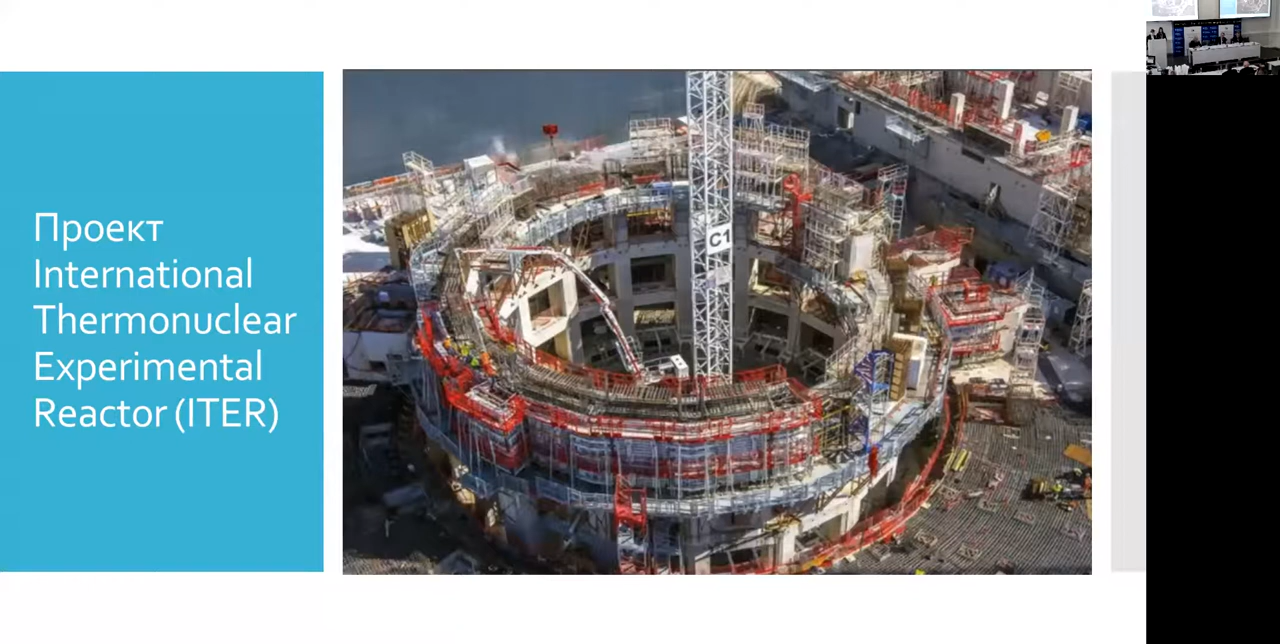 Проект
International
Thermonuclear
Experimental
Reactor (ITER)
C1